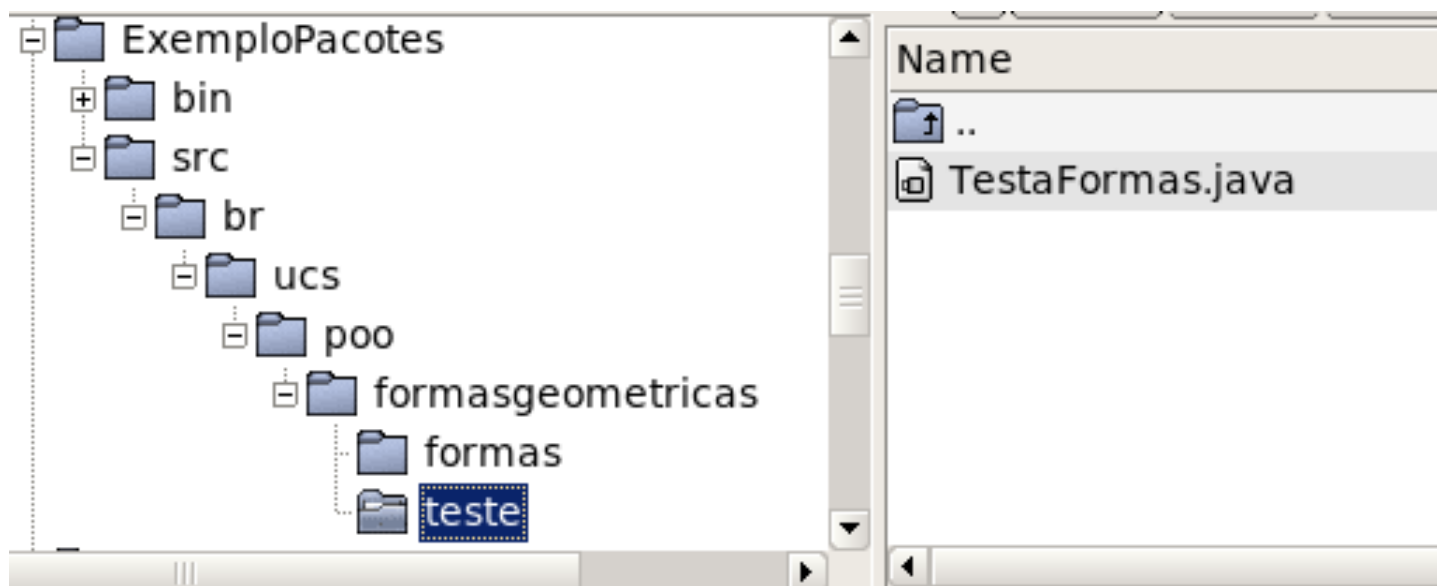 ExemploPacotes
bin
src
br
ucs
poo
formasgeometricas
formas
teste
Name
..
TestaFormas.java